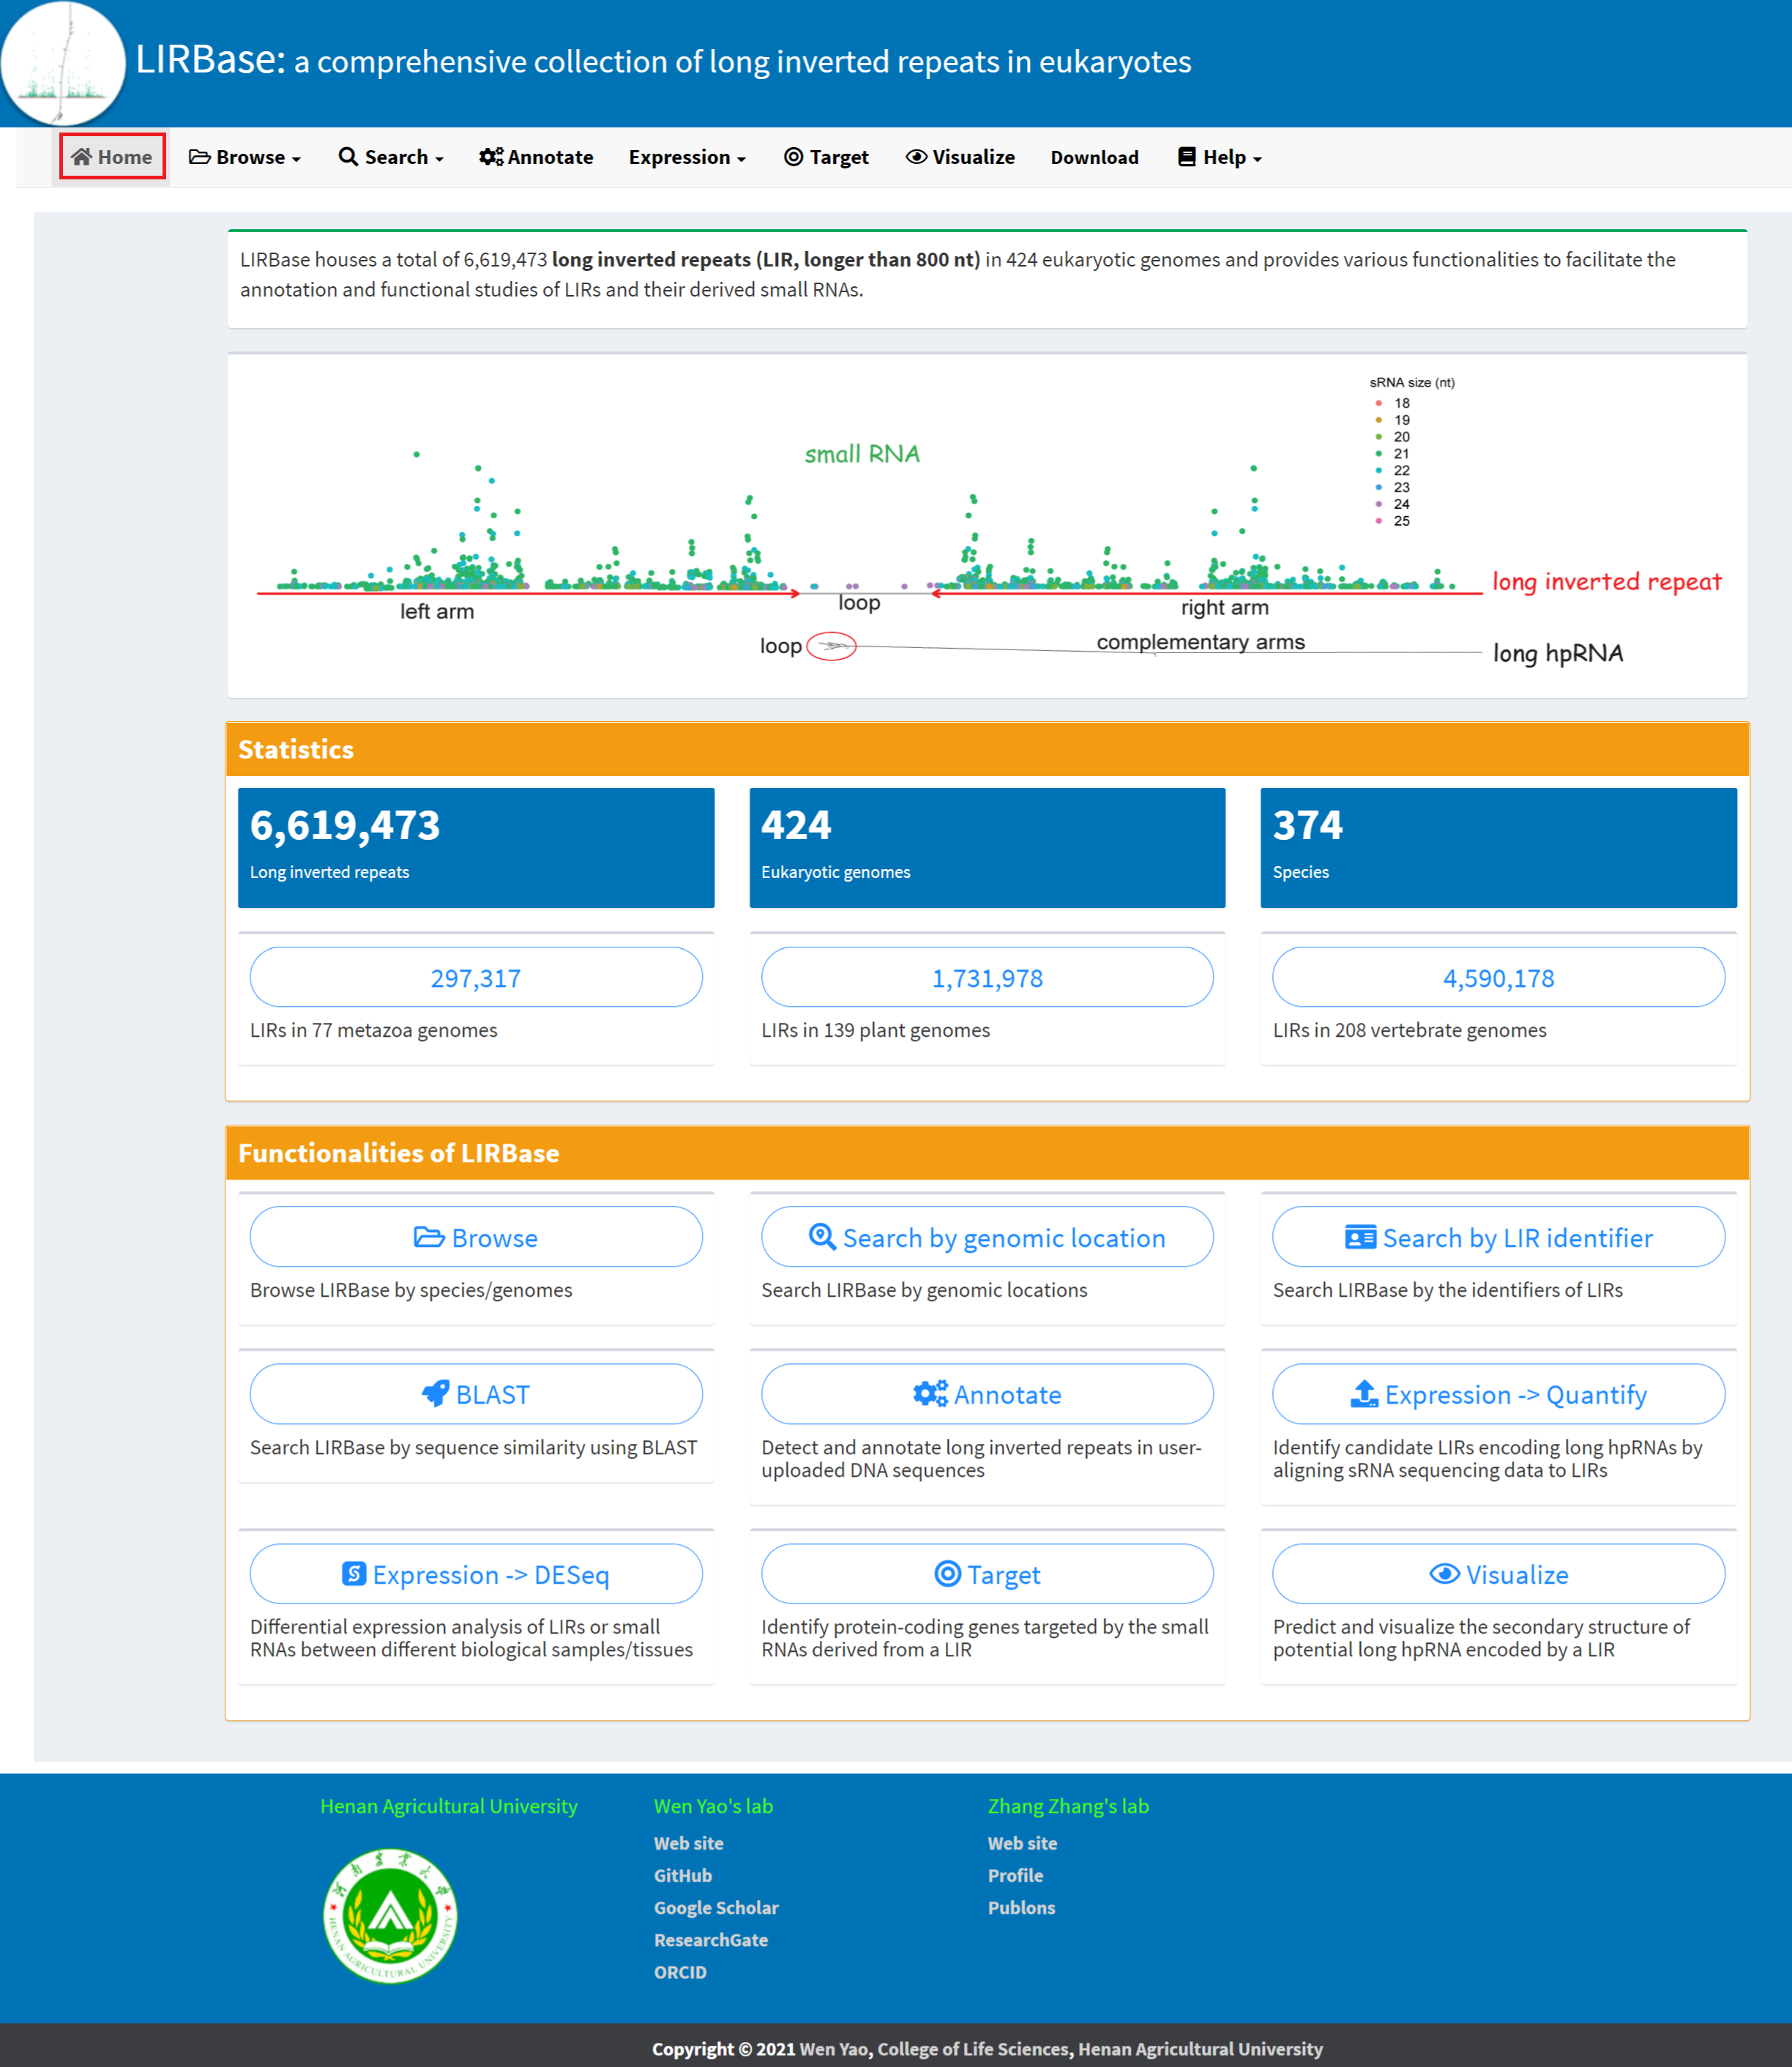 LIRBase: a comprehensive collection of long inverted repeats in eukaryotes
Home Browse Search Annotate Expression Target Visualize Download Help
LIRBase houses a total of 6,619,473 long inverted repeats (LIR, longer than 800 nt) in 424 eukaryotic genomes and provides various functionalities to facilitate the
annotation and functional studies of LIRs and their derived small RNAs.
sRNA size (nt)
18
19
20
21
22
23
24
25
small RNA
long inverted repeat
left arm
loop
right arm
loop
complementary arms
long hpRNA
Statistics
6,619,473
Long inverted repeats
424
Eukaryotic genomes
374
Species
297,317
LIRs in 77 metazoa genomes
1,731,978
LIRs in 139 plant genomes
4,590,178
LIRs in 208 vertebrate genomes
Functionalities of LIRBase
Browse
Browse LIRBase by species/genomes
Search by genomic location
Search LIRBase by genomic locations
Search by LIR identifier
Search LIRBase by the identifiers of LIRs
BLAST
Search LIRBase by sequence similarity using BLAST
Annotate
Detect and annotate long inverted repeats in user-
uploaded DNA sequences
Expression -> Quantify
Identify candidate LIRs encoding long hpRNAs by
aligning sRNA sequencing data to LIRs
Expression -> DESeq
Differential expression analysis of LIRs or small
RNAs between different biological samples/tissues
Target
Identify protein-coding genes targeted by the small
RNAs derived from a LIR
Visualize
Predict and visualize the secondary structure of
potential long hpRNA encoded by a LIR
Henan Agricultural University
河南农业大学
HENAN AGRICULTURAL UNIVERSITY
Wen Yao's lab
Web site
GitHub
Google Scholar
ResearchGate
ORCID
Zhang Zhang's lab
Web site
Profile
Publons
Copyright © 2021 Wen Yao, College of Life Sciences, Henan Agricultural University